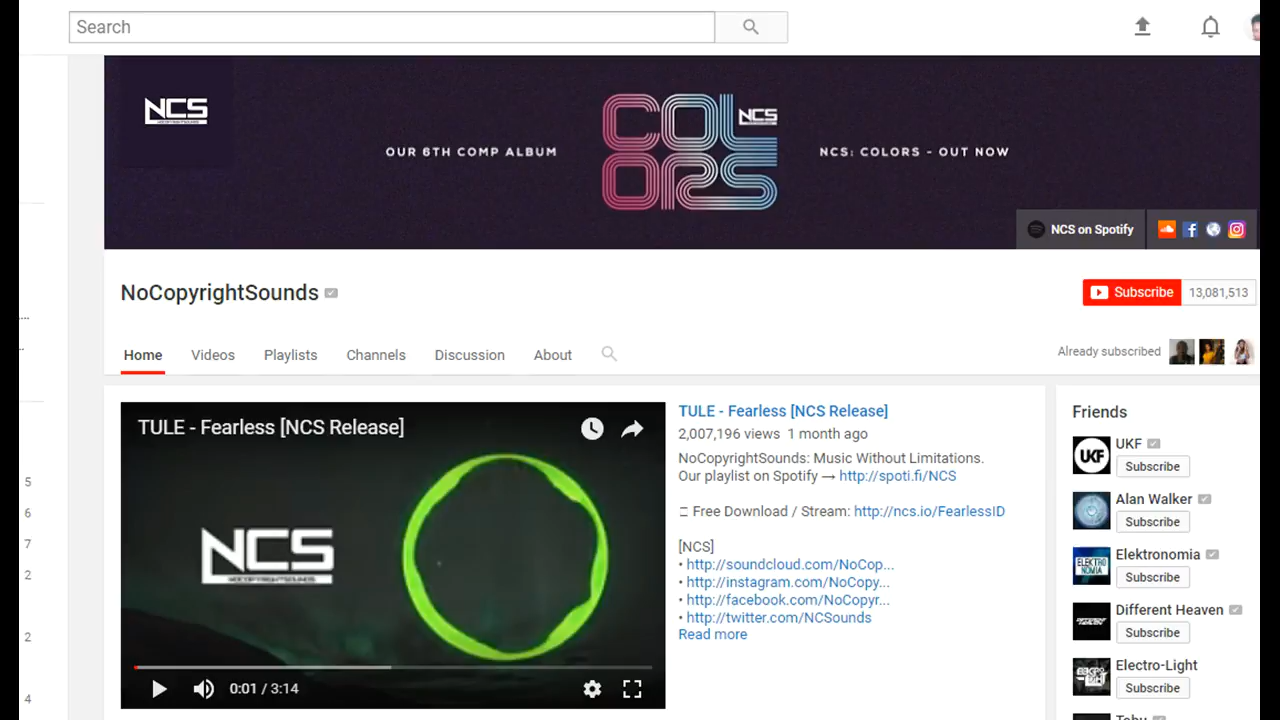 Search
NCS
NOCOPYRIGHTSOUNDS
OUR 6TH COMP ALBUM
COLORS
NCS
NCS: COLORS - OUT NOW
NCS on Spotify
NoCopyrightSounds
Subscribe 13,081,513
Home Videos Playlists Channels Discussion About
Already subscribed
TULE - Fearless [NCS Release]
NCS
NOCOPYRIGHTSOUNDS
0:01 / 3:14
TULE - Fearless [NCS Release]
2,007,196 views 1 month ago
NoCopyrightSounds: Music Without Limitations.
Our playlist on Spotify → http://spoti.fi/NCS
Free Download / Stream: http://ncs.io/FearlessID
[NCS]
• http://soundcloud.com/NoCop...
• http://instagram.com/NoCopy...
• http://facebook.com/NoCopyr...
• http://twitter.com/NCSounds
Read more
Friends
UKF
UKF
Subscribe
Alan Walker
Subscribe
ELEKTRONOMIA
Elektronomia
Subscribe
Different Heaven
Subscribe
Electro-Light
Subscribe
5
6
7
2
2
4